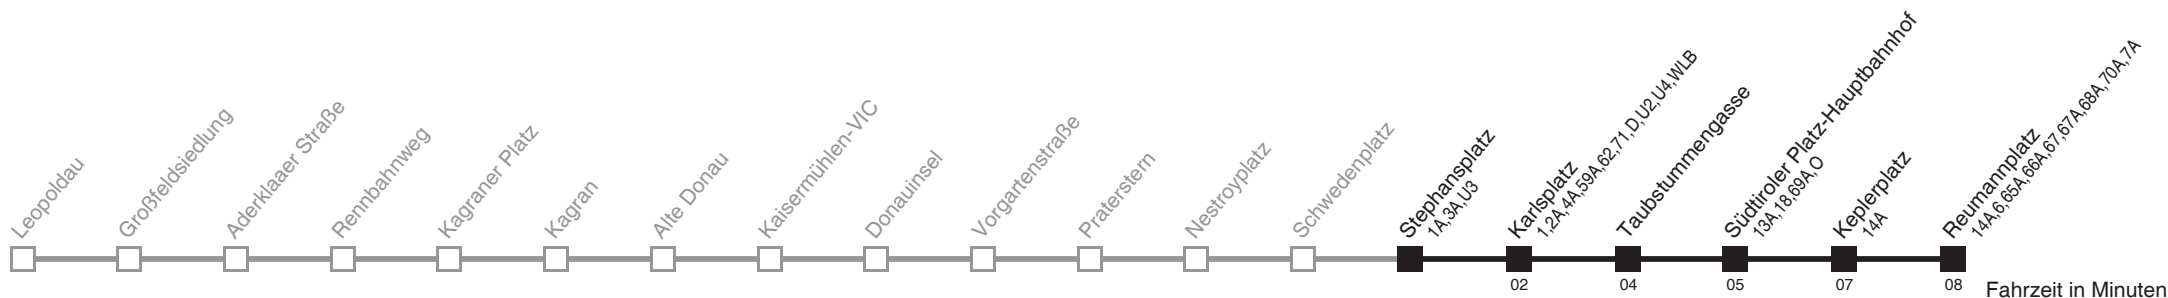 Leopoldau
Großfeldsiedlung
Aderklaaer Straße
Rennbahnweg
Kagraner Platz
Kagran
Alte Donau
Kaisermühlen-VIC
Donauinsel
Vorgartenstraße
Praterstern
Nestroyplatz
Schwedenplatz
Stephansplatz
1A,3A,U3
Karlsplatz
1,2A,4A,59A,62,71,D,U2,U4,WLB
Taubstummengasse
Südtiroler Platz-Hauptbahnhof
13A,18,69A,O
Keplerplatz
14A
Reumannplatz
14A,6,65A,66A,67,67A,68A,70A,7A
02
04
05
07
08
Fahrzeit in Minuten